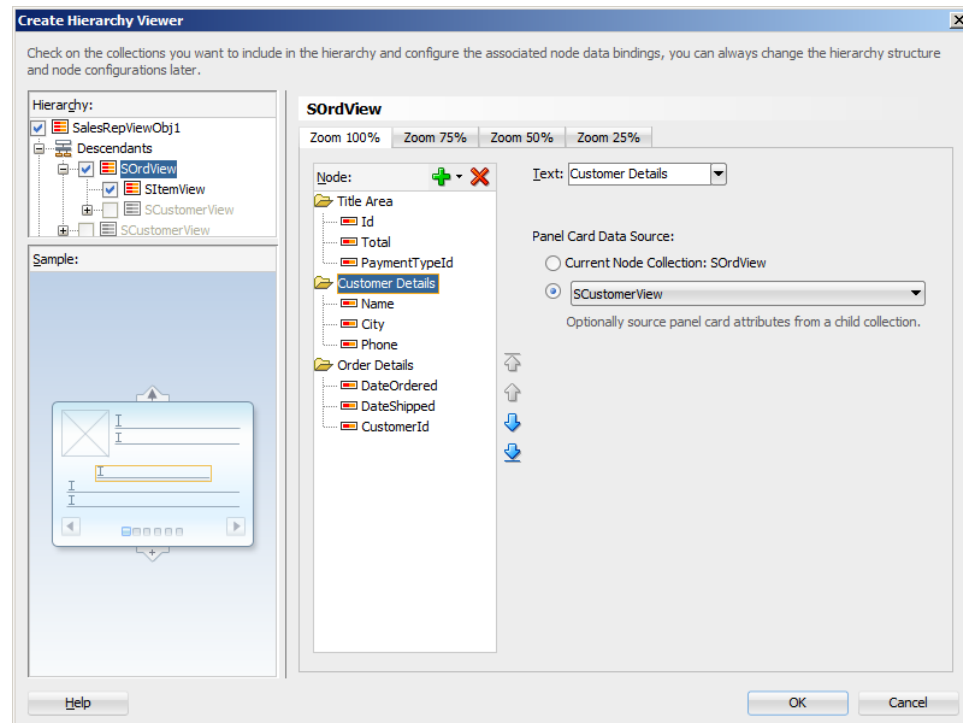 Create Hierarchy Viewer
Check on the collections you want to include in the hierarchy and configure the associated node data bindings, you can always change the hierarchy structure
and node configurations later.
Hierarchy:
SalesRepViewObj1
Descendants
SOrdView
SItemView
SCustomerView
SCustomerView
Sample:
SOrdView
Zoom 100% Zoom 75% Zoom 50% Zoom 25%
Node:
Title Area
Id
Total
PaymentTypeId
Customer Details
Name
City
Phone
Order Details
DateOrdered
DateShipped
CustomerId
Text: Customer Details
Panel Card Data Source:
Current Node Collection: SOrdView
SCustomerView
Optionally source panel card attributes from a child collection.
Help OK Cancel